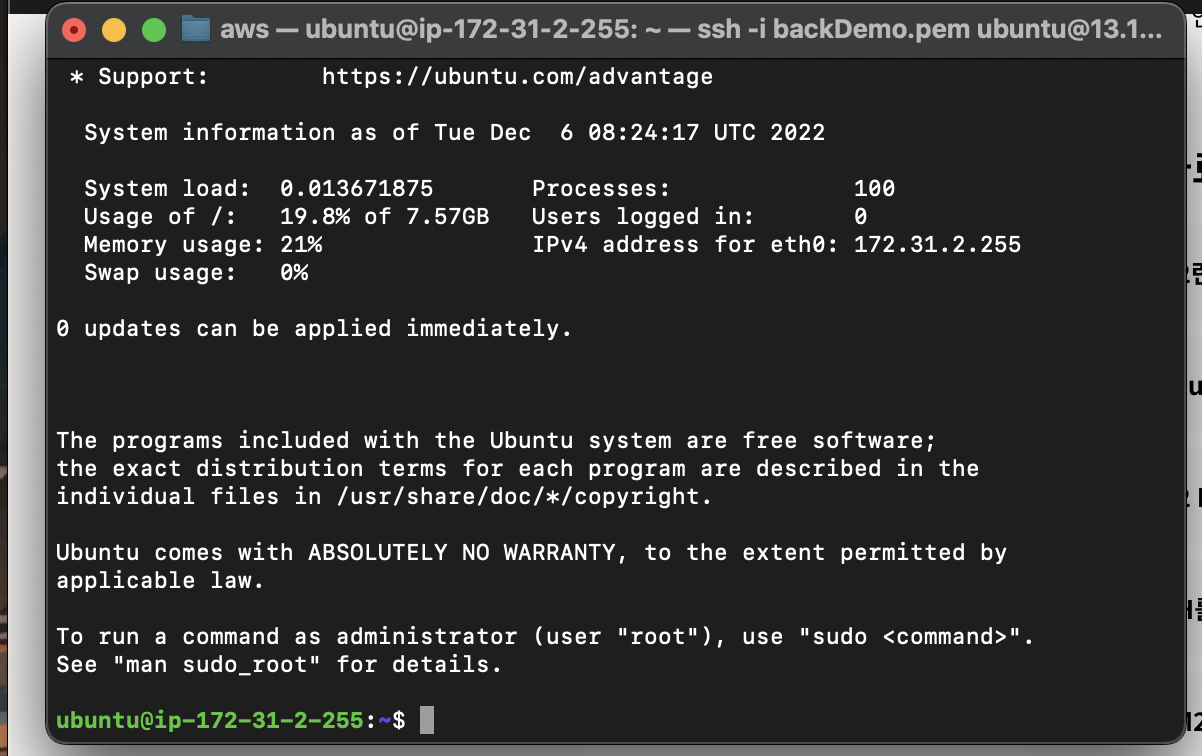 aws — ubuntu@ip-172-31-2-255: ~ — ssh -i backDemo.pem ubuntu@13.1...
* Support: https://ubuntu.com/advantage
System information as of Tue Dec 6 08:24:17 UTC 2022
System load: 0.013671875 Processes: 100
Usage of /: 19.8% of 7.57GB Users logged in: 0
Memory usage: 21% IPv4 address for eth0: 172.31.2.255
Swap usage: 0%
0 updates can be applied immediately.
The programs included with the Ubuntu system are free software;
the exact distribution terms for each program are described in the
individual files in /usr/share/doc/*/copyright.
Ubuntu comes with ABSOLUTELY NO WARRANTY, to the extent permitted by
applicable law.
To run a command as administrator (user "root"), use "sudo <command>".
See "man sudo_root" for details.
ubuntu@ip-172-31-2-255:~$